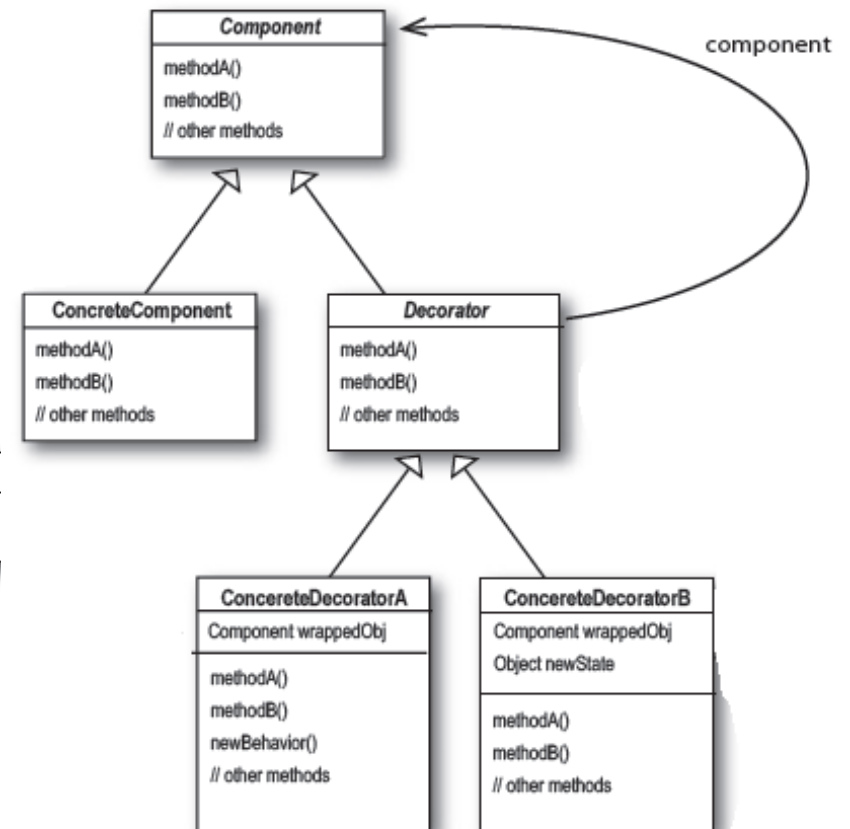 Component
methodA()
methodB()
// other methods
component
ConcreteComponent
methodA()
methodB()
// other methods
Decorator
methodA()
methodB()
// other methods
ConcereteDecoratorA
Component wrappedObj
methodA()
methodB()
newBehavior()
// other methods
ConcereteDecoratorB
Component wrappedObj
Object newState
methodA()
methodB()
// other methods